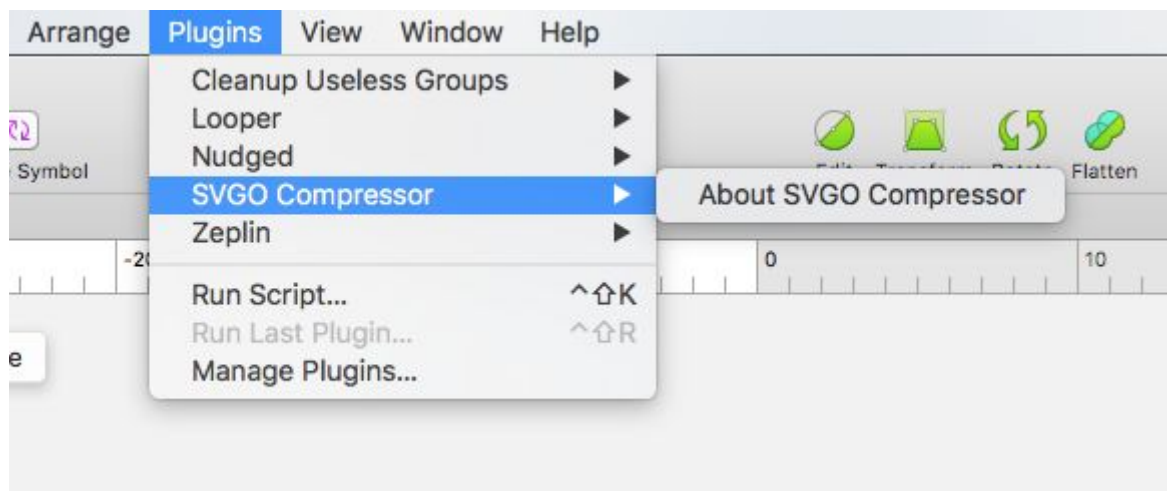 Arrange Plugins View Window Help
Cleanup Useless Groups
Looper
Nudged
Symbol
Flatten
SVGO Compressor
About SVGO Compressor
Zeplin
-20
0
10
Run Script... ^⇧K
Run Last Plugin... ^⇧R
e
Manage Plugins...